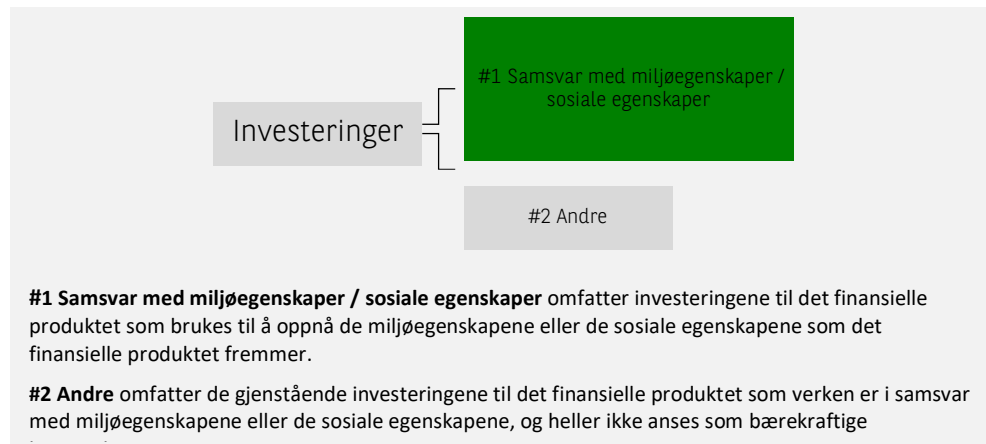 #1 Samsvar med miljøegenskaper /
sosiale egenskaper
Investeringer
#2 Andre
#1 Samsvar med miljøegenskaper / sosiale egenskaper omfatter investeringene til det finansielle
produktet som brukes til å oppnå de miljøegenskapene eller de sosiale egenskapene som det
finansielle produktet fremmer.
#2 Andre omfatter de gjenstående investeringene til det finansielle produktet som verken er i samsvar
med miljøegenskapene eller de sosiale egenskapene, og heller ikke anses som bærekraftige